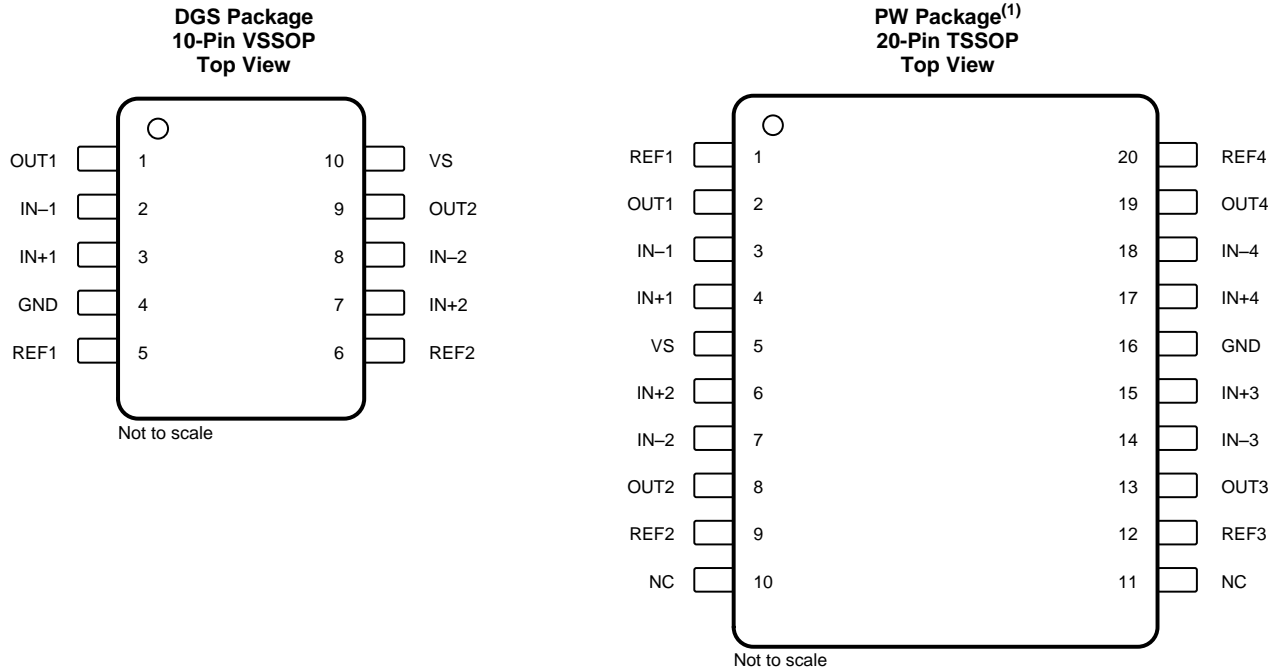 DGS Package
10-Pin VSSOP
Top View
OUT1 1 10 VS
IN–1 2 9 OUT2
IN+1 3 8 IN–2
GND 4 7 IN+2
REF1 5 6 REF2
Not to scale
PW Package(1)
20-Pin TSSOP
Top View
REF1 1 20 REF4
OUT1 2 19 OUT4
IN–1 3 18 IN–4
IN+1 4 17 IN+4
VS 5 16 GND
IN+2 6 15 IN+3
IN–2 7 14 IN–3
OUT2 8 13 OUT3
REF2 9 12 REF3
NC 10 11 NC
Not to scale